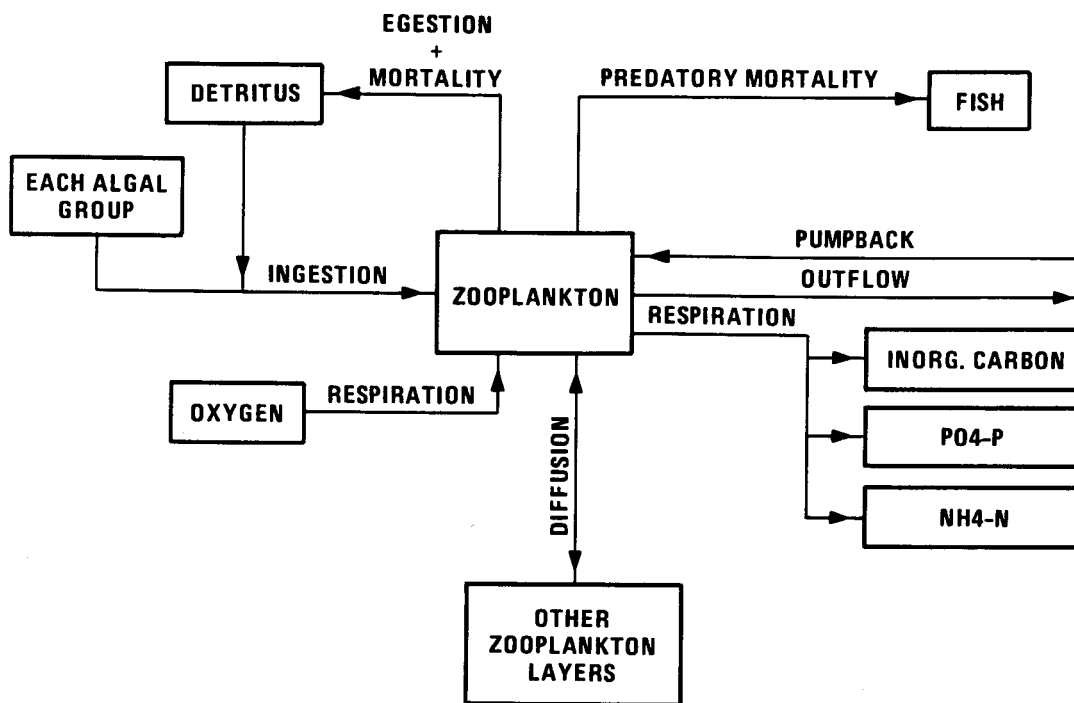 EGESTION
+
MORTALITY
PREDATORY MORTALITY
DETRITUS
FISH
EACH ALGAL
GROUP
PUMPBACK
INGESTION
ZOOPLANKTON
OUTFLOW
RESPIRATION
INORG. CARBON
RESPIRATION
OXYGEN
PO4-P
DIFFUSION
NH4-N
OTHER
ZOOPLANKTON
LAYERS